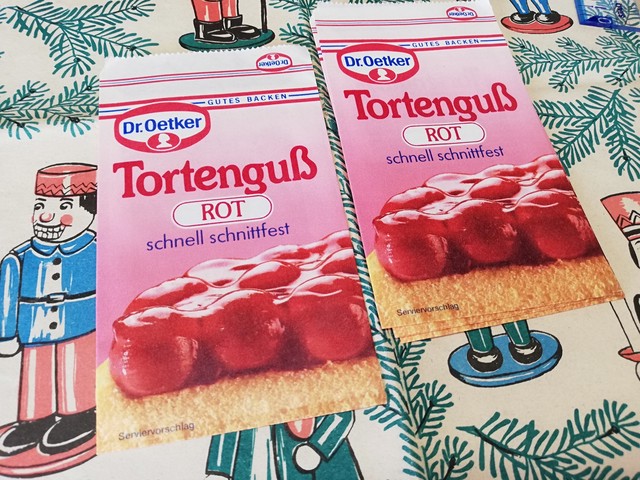 Dr.Oetker
GUTES BACKEN
Dr.Oetker
Tortenguß
ROT
schnell schnittfest
Serviervorschlag
Dr.Oetker
GUTES BACKEN
Dr.Oetker
Tortenguß
ROT
schnell schnittfest
Serviervorschlag